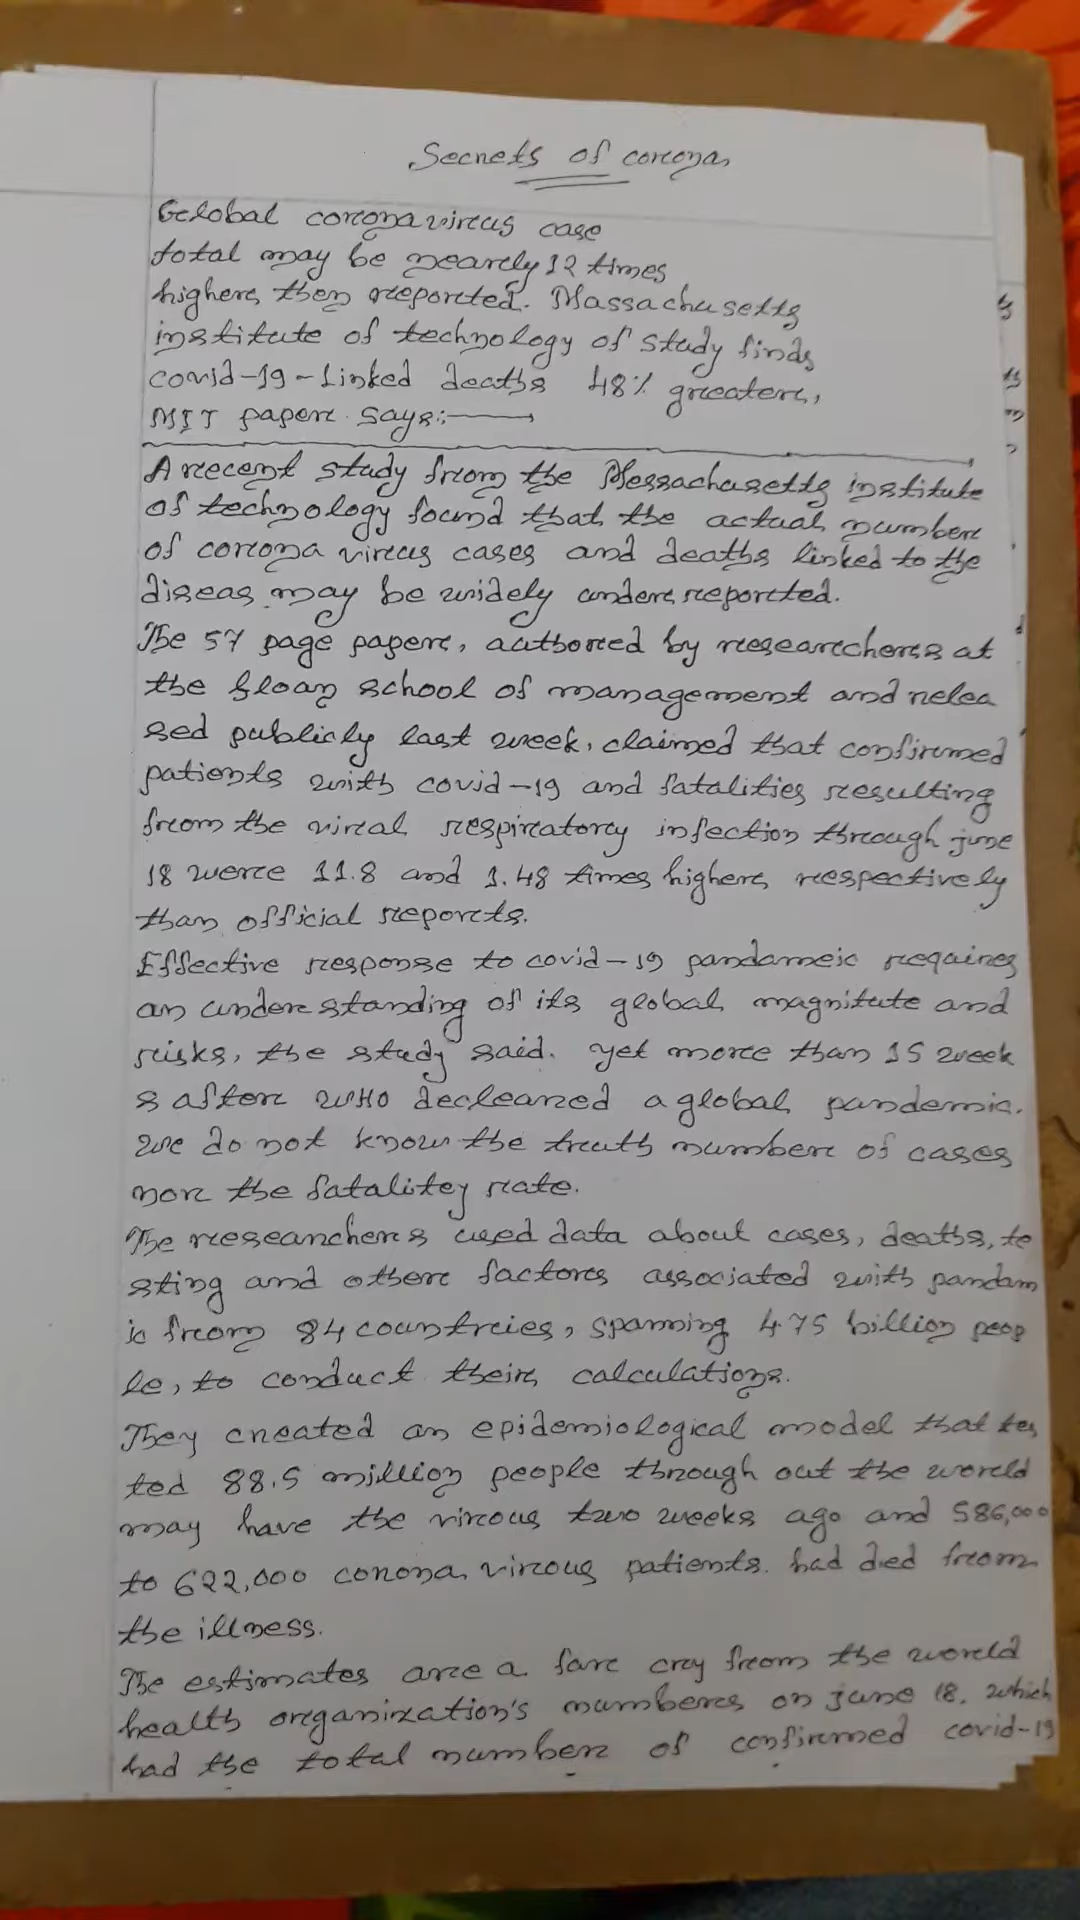 Secrets of corona
Gelobal corona virus case
total may be nearly 12 times
higher then reported. Massachusetts
institute of technology of study finds
covid-19-Linked deaths 48% greater,
MIT paper says:
A recent study from the Messachusetts institute
of technology found that the actual number
of corona virus cases and deaths linked to the
diseas may be widely under reported.
The 57 page paper, authored by researchers at
the sloan school of management and relea
sed publicly last week, claimed that confirmed
patients with covid-19 and fatalities resulting
from the viral respiratory infection through june
18 were 11.8 and 1.48 times higher respectively
than official reports.
Effective response to covid-19 pandameic requires
an under standing of its global magnitute and
risks, the study said. yet more than 15 week
s after WHO decleared a global pandemic.
we do not know the truth number of cases
nor the fatalitey rate.
The researchers used data about cases, deaths, te
sting and other factors associated with pandam
ic from 84 countries, spanning 4.75 billion peop
le, to conduct their calculations.
They created an epidemiological model that tes
ted 88.5 million people through out the world
may have the virous two weeks ago and 586,000
to 622,000 corona virous patients. had died from
the illness.
The estimates are a far cry from the world
health organization's numbers on june 18. which
had the total number of confirmed covid-19